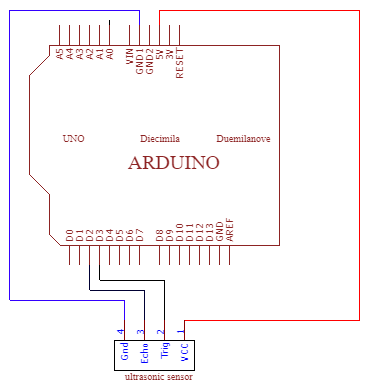 A5 A4 A3 A2 A1 A0 VIN GND1 GND2 5V 3V RESET
UNO Diecimila Duemilanove
ARDUINO
D0 D1 D2 D3 D4 D5 D6 D7 D8 D9 D10 D11 D12 D13 GND AREF
4 3 2 1
Gnd Echo Trig VCC
ultrasonic sensor